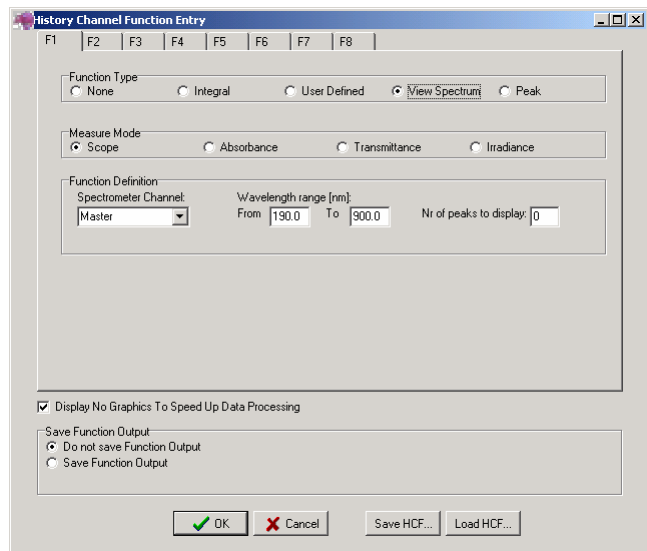 History Channel Function Entry
F1 F2 F3 F4 F5 F6 F7 F8
Function Type
None Integral User Defined View Spectrum Peak
Measure Mode
Scope Absorbance Transmittance Irradiance
Function Definition
Spectrometer Channel: Wavelength range [nm]:
Master From 190.0 To 900.0 Nr of peaks to display: 0
Display No Graphics To Speed Up Data Processing
Save Function Output
Do not save Function Output
Save Function Output
OK Cancel Save HCF... Load HCF...